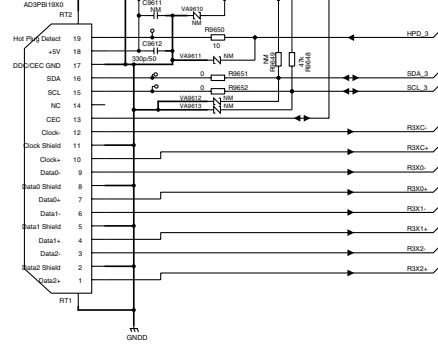 AD3PBI19X0
RT2
C9611
NM
VA9610
NM
Hot Plug Detect 19
R9650
10
HPD_3
+5V 18
C9612
330p/50
VA9611
NM
DDC/CEC GND 17
NM
R9649
47k
R9648
SDA 16
0
R9651
SDA_3
SCL 15
0
R9652
SCL_3
NC 14
VA9612
NM
VA9613
NM
CEC 13
Clock- 12
R3XC-
Clock Shield 11
Clock+ 10
R3XC+
Data0- 9
R3X0-
Data0 Shield 8
Data0+ 7
R3X0+
Data1- 6
R3X1-
Data1 Shield 5
Data1+ 4
R3X1+
Data2- 3
R3X2-
Data2 Shield 2
Data2+ 1
R3X2+
RT1
GNDD